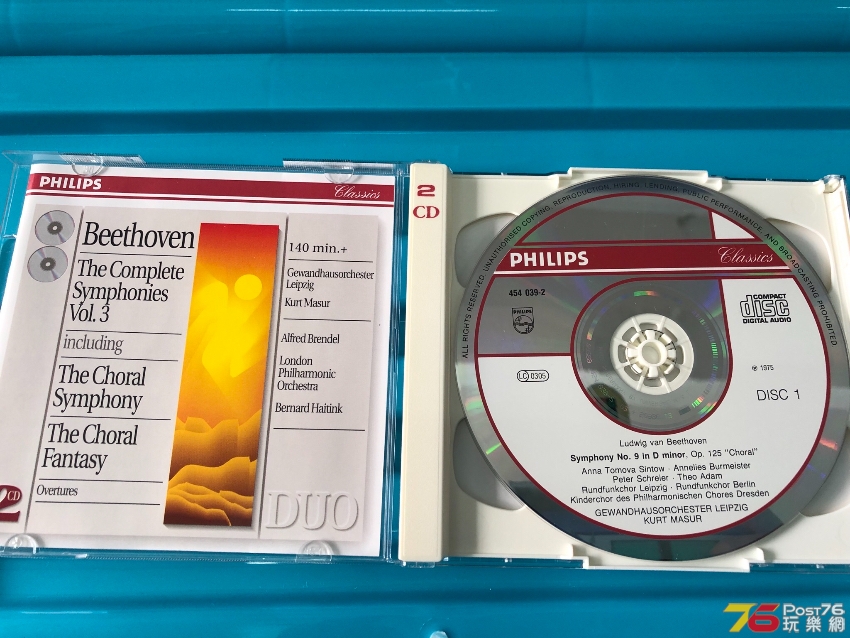 PHILIPS
Classics
Beethoven
The Complete
Symphonies
Vol. 3
including
The Choral
Symphony
The Choral
Fantasy
Overtures
2 CD
140 min.+
Gewandhausorchester
Leipzig
Kurt Masur
Alfred Brendel
London
Philharmonic
Orchestra
Bernard Haitink
DUO
2
CD
ALL RIGHTS RESERVED. UNAUTHORISED COPYING, REPRODUCTION, HIRING, LENDING, PUBLIC PERFORMANCE, AND BROADCASTING PROHIBITED
PHILIPS
Classics
454 039-2
PHILIPS
COMPACT
disc
DIGITAL AUDIO
LC 0305
℗ 1975
DISC 1
Ludwig van Beethoven
Symphony No. 9 in D minor, Op. 125 "Choral"
Anna Tomova Sintow · Annelies Burmeister
Peter Schreier · Theo Adam
Rundfunkchor Leipzig · Rundfunkchor Berlin
Kinderchor des Philharmonischen Chores Dresden
GEWANDHAUSORCHESTER LEIPZIG
KURT MASUR
76 Post76
玩樂網